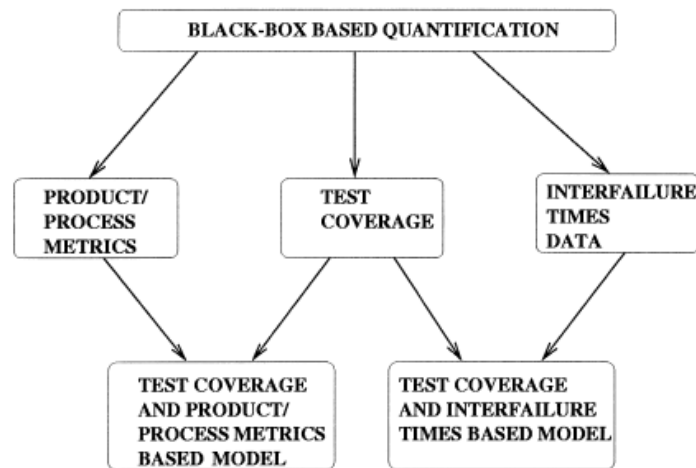 BLACK-BOX BASED QUANTIFICATION
PRODUCT/
PROCESS
METRICS
TEST
COVERAGE
INTERFAILURE
TIMES
DATA
TEST COVERAGE
AND PRODUCT/
PROCESS METRICS
BASED MODEL
TEST COVERAGE
AND INTERFAILURE
TIMES BASED MODEL